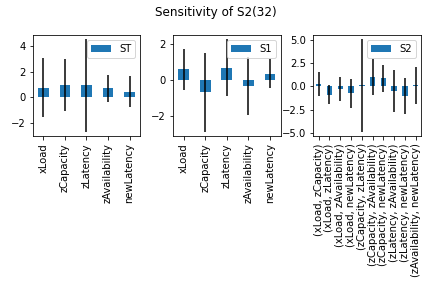 Sensitivity of S2(32)
ST
4
2
0
−2
xLoad
zCapacity
zLatency
zAvailability
newLatency
S1
2
0
−2
xLoad
zCapacity
zLatency
zAvailability
newLatency
S2
5.0
2.5
0.0
−2.5
−5.0
(xLoad, zCapacity)
(xLoad, zLatency)
(xLoad, zAvailability)
(xLoad, newLatency)
(zCapacity, zLatency)
(zCapacity, zAvailability)
(zCapacity, newLatency)
(zLatency, zAvailability)
(zLatency, newLatency)
(zAvailability, newLatency)